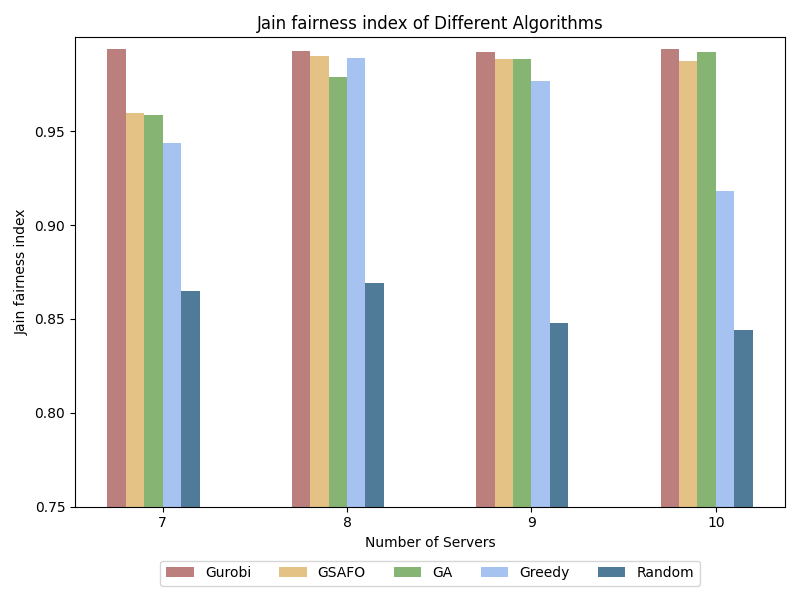 Jain fairness index of Different Algorithms
Jain fairness index
0.95
0.90
0.85
0.80
0.75
7 8 9 10
Number of Servers
Gurobi GSAFO GA Greedy Random